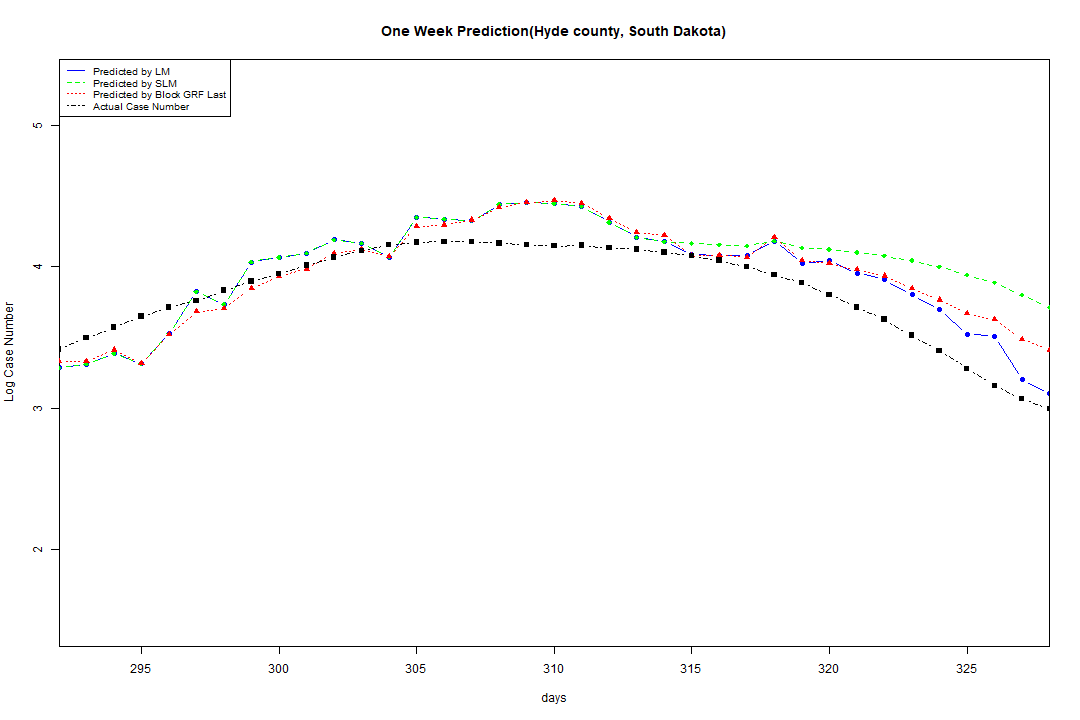 One Week Prediction(Hyde county, South Dakota)
Predicted by LM
Predicted by SLM
Predicted by Block GRF Last
Actual Case Number
5
4
3
2
Log Case Number
295 300 305 310 315 320 325
days